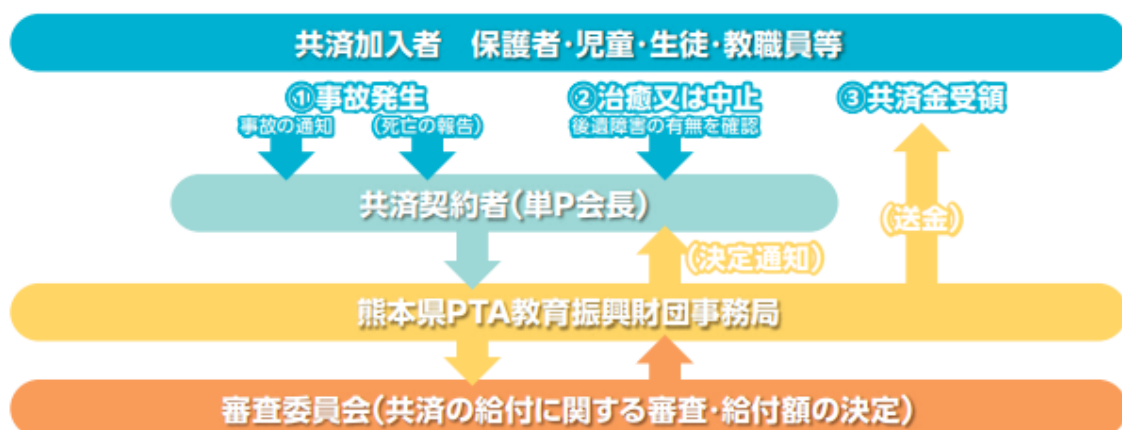 共済加入者　保護者･児童･生徒･教職員等
①事故発生
事故の通知
(死亡の報告)
②治癒又は中止
後遺障害の有無を確認
③共済金受領
共済契約者(単P会長)
(送金)
(決定通知)
熊本県PTA教育振興財団事務局
審査委員会(共済の給付に関する審査･給付額の決定)